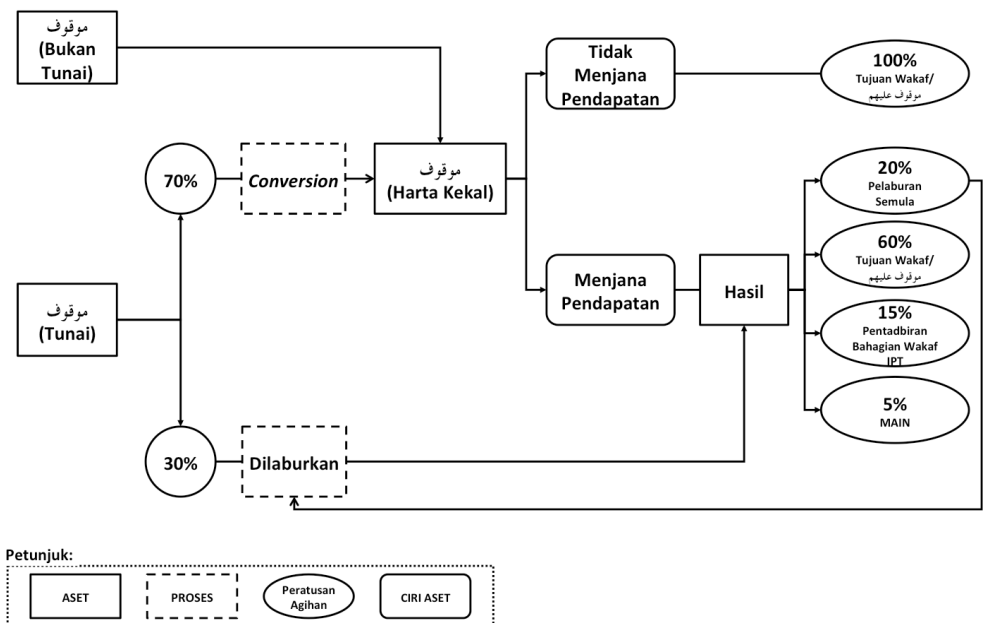 موقوف
(Bukan
Tunai)
Tidak
Menjana
Pendapatan
100%
Tujuan Wakaf/
موقوف عليهم
70%
Conversion
موقوف
(Harta Kekal)
20%
Pelaburan
Semula
60%
Tujuan Wakaf/
موقوف عليهم
Menjana
Pendapatan
Hasil
موقوف
(Tunai)
15%
Pentadbiran
Bahagian Wakaf
IPT
5%
MAIN
30%
Dilaburkan
Petunjuk:
ASET
PROSES
Peratusan
Agihan
CIRI ASET